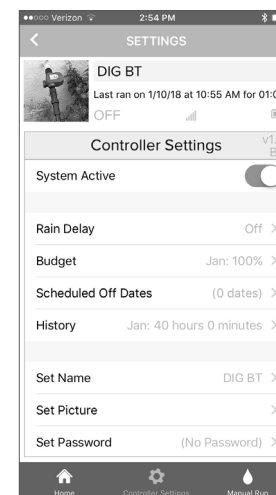 Verizon 2:54 PM
SETTINGS
DIG BT
Last ran on 1/10/18 at 10:55 AM for 01:0
OFF
Controller Settings v1.
System Active
Rain Delay Off
Budget Jan: 100%
Scheduled Off Dates (0 dates)
History Jan: 40 hours 0 minutes
Set Name DIG BT
Set Picture
Set Password (No Password)
Home Controller Settings Manual Run